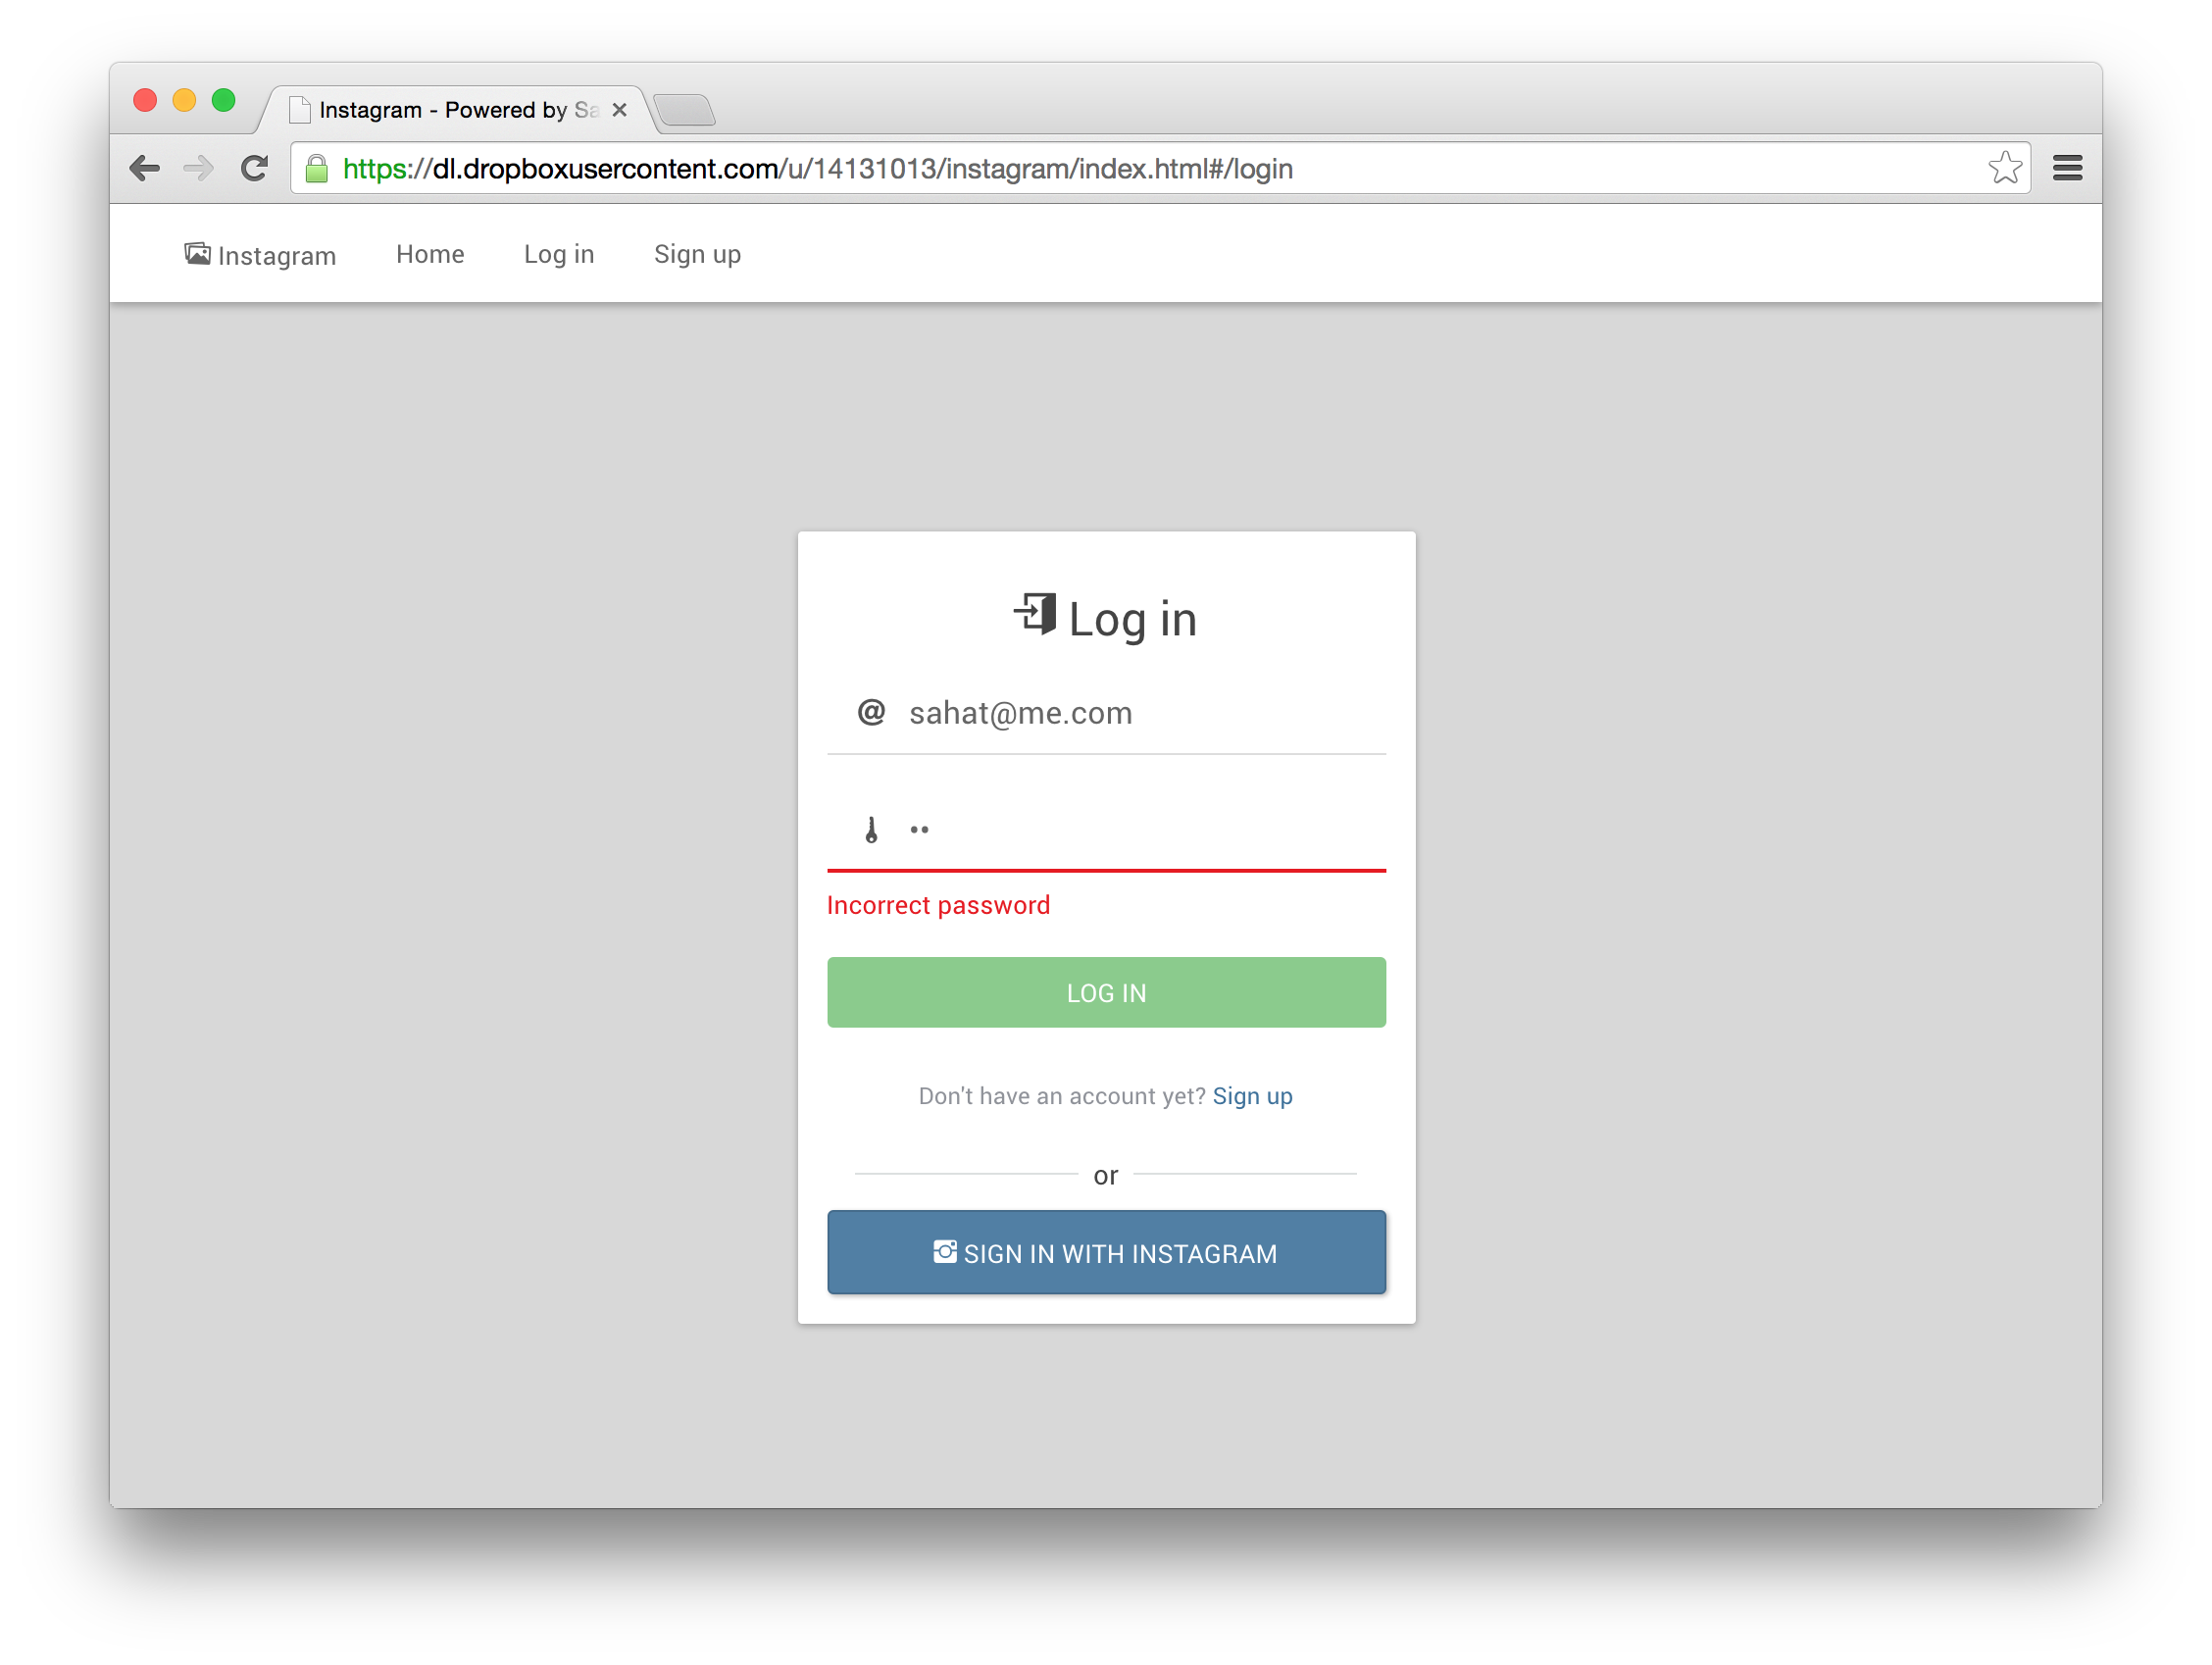 Instagram - Powered by Sa
https://dl.dropboxusercontent.com/u/14131013/instagram/index.html#/login
Instagram Home Log in Sign up
Log in
@ sahat@me.com
••
Incorrect password
LOG IN
Don't have an account yet? Sign up
or
SIGN IN WITH INSTAGRAM